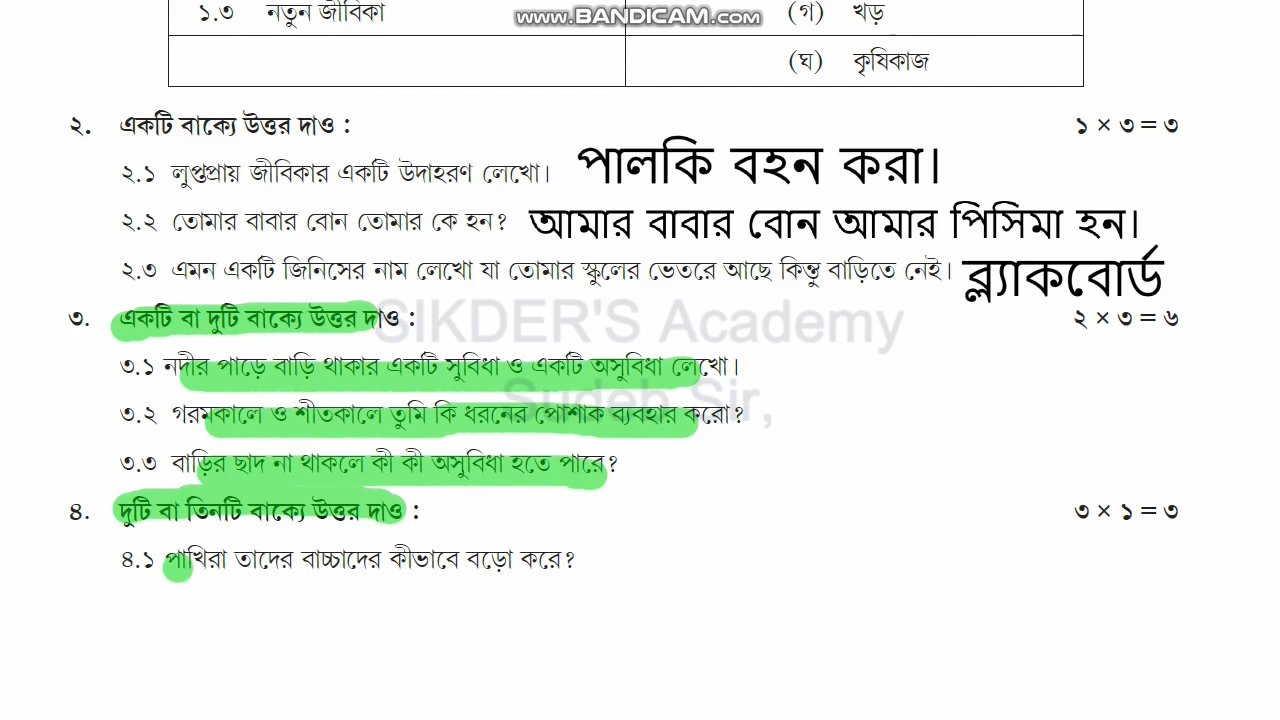 ১.৩ নতুন জীবিকা (গ) খড়
www.BANDICAM.com
(ঘ) কৃষিকাজ
২. একটি বাক্যে উত্তর দাও : ১ × ৩ = ৩
২.১ লুপ্তপ্রায় জীবিকার একটি উদাহরণ লেখো। পালকি বহন করা।
২.২ তোমার বাবার বোন তোমার কে হন? আমার বাবার বোন আমার পিসিমা হন।
২.৩ এমন একটি জিনিসের নাম লেখো যা তোমার স্কুলের ভেতরে আছে কিন্তু বাড়িতে নেই। ব্ল্যাকবোর্ড
৩. একটি বা দুটি বাক্যে উত্তর দাও : ২ × ৩ = ৬
SIKDER'S Academy
৩.১ নদীর পাড়ে বাড়ি থাকার একটি সুবিধা ও একটি অসুবিধা লেখো।
Sudeb Sir,
৩.২ গরমকালে ও শীতকালে তুমি কি ধরনের পোশাক ব্যবহার করো?
৩.৩ বাড়ির ছাদ না থাকলে কী কী অসুবিধা হতে পারে?
৪. দুটি বা তিনটি বাক্যে উত্তর দাও : ৩ × ১ = ৩
৪.১ পাখিরা তাদের বাচ্চাদের কীভাবে বড়ো করে?